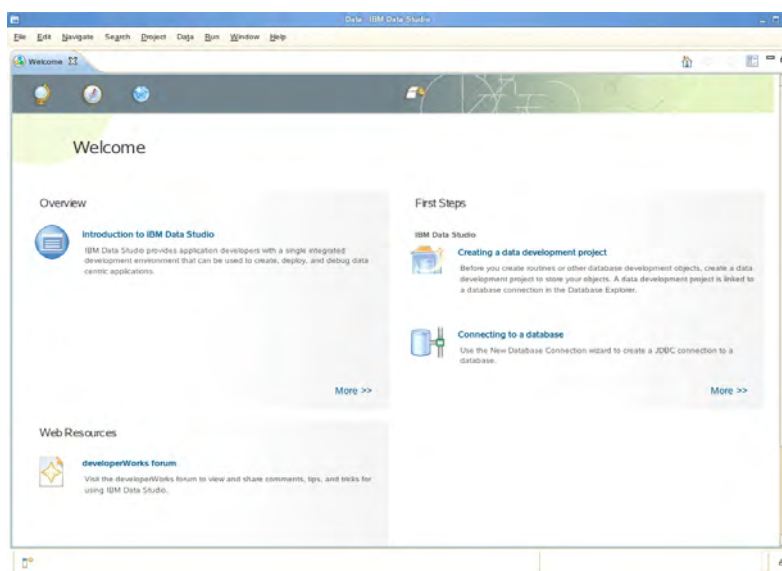 Data - IBM Data Studio
File Edit Navigate Search Project Data Run Window Help
Welcome
Welcome
Overview
Introduction to IBM Data Studio
IBM Data Studio provides application developers with a single integrated
development environment that can be used to create, deploy, and debug data
centric applications.
More >>
First Steps
IBM Data Studio
Creating a data development project
Before you create routines or other database development objects, create a data
development project to store your objects. A data development project is linked to
a database connection in the Database Explorer.
Connecting to a database
Use the New Database Connection wizard to create a JDBC connection to a
database.
More >>
Web Resources
developerWorks forum
Visit the developerWorks forum to view and share comments, tips, and tricks for
using IBM Data Studio.